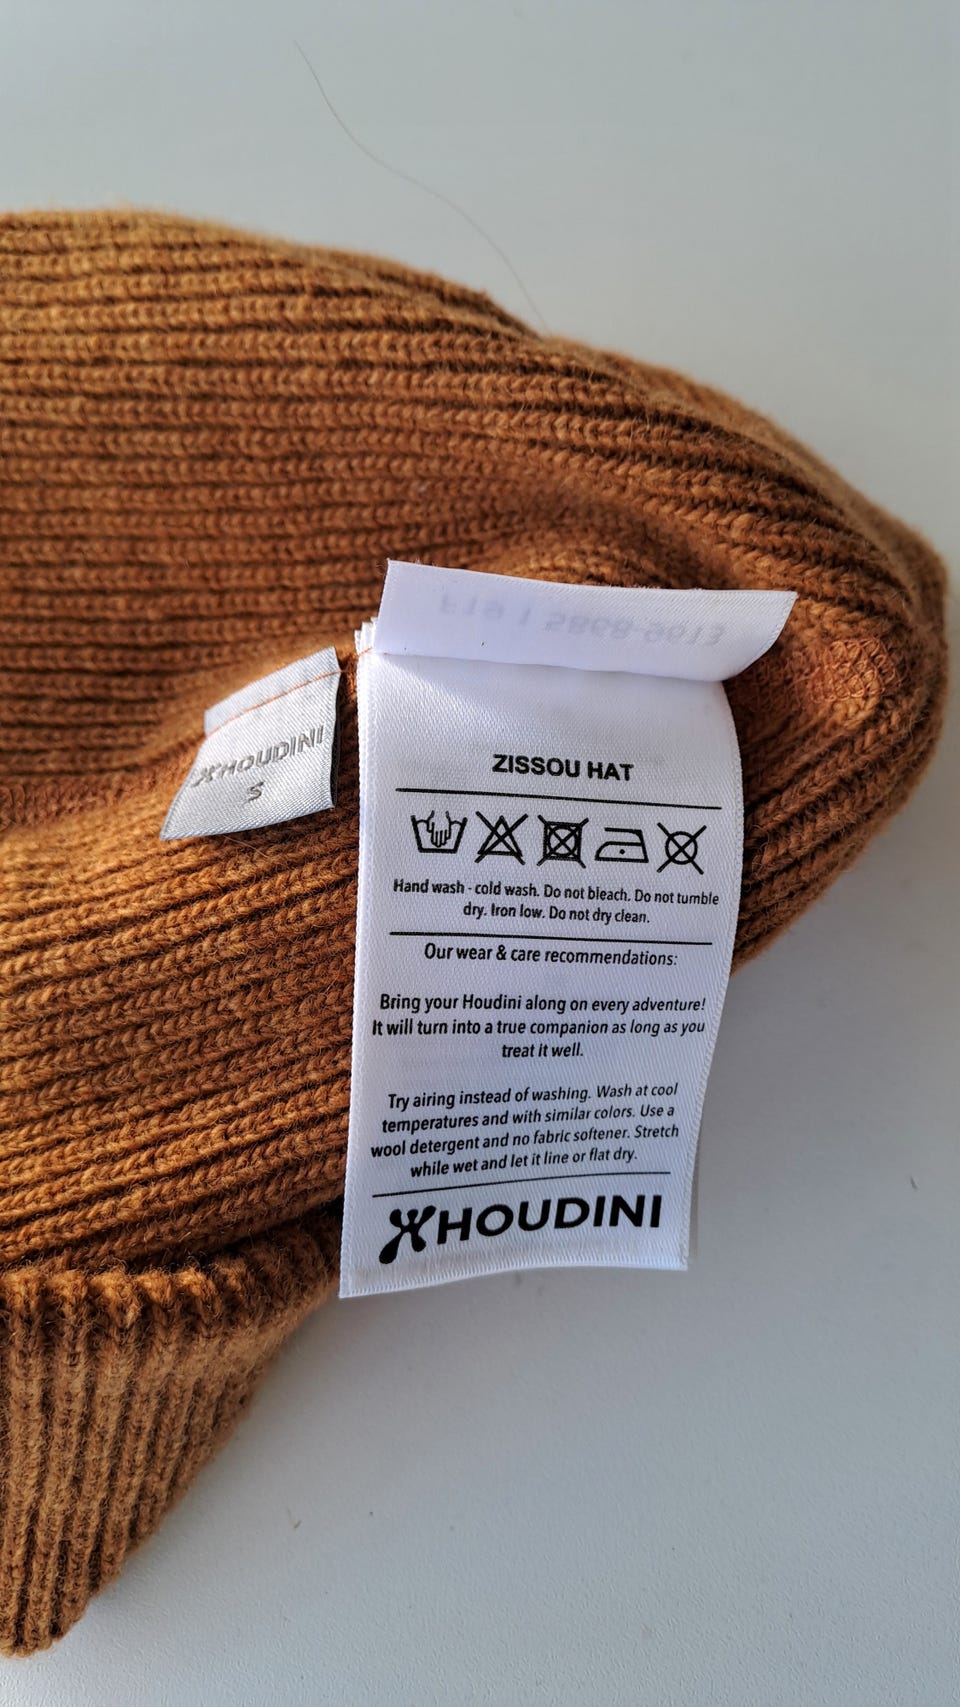 HOUDINI
S
ZISSOU HAT
Hand wash - cold wash. Do not bleach. Do not tumble
dry. Iron low. Do not dry clean.
Our wear & care recommendations:
Bring your Houdini along on every adventure!
It will turn into a true companion as long as you
treat it well.
Try airing instead of washing. Wash at cool
temperatures and with similar colors. Use a
wool detergent and no fabric softener. Stretch
while wet and let it line or flat dry.
HOUDINI